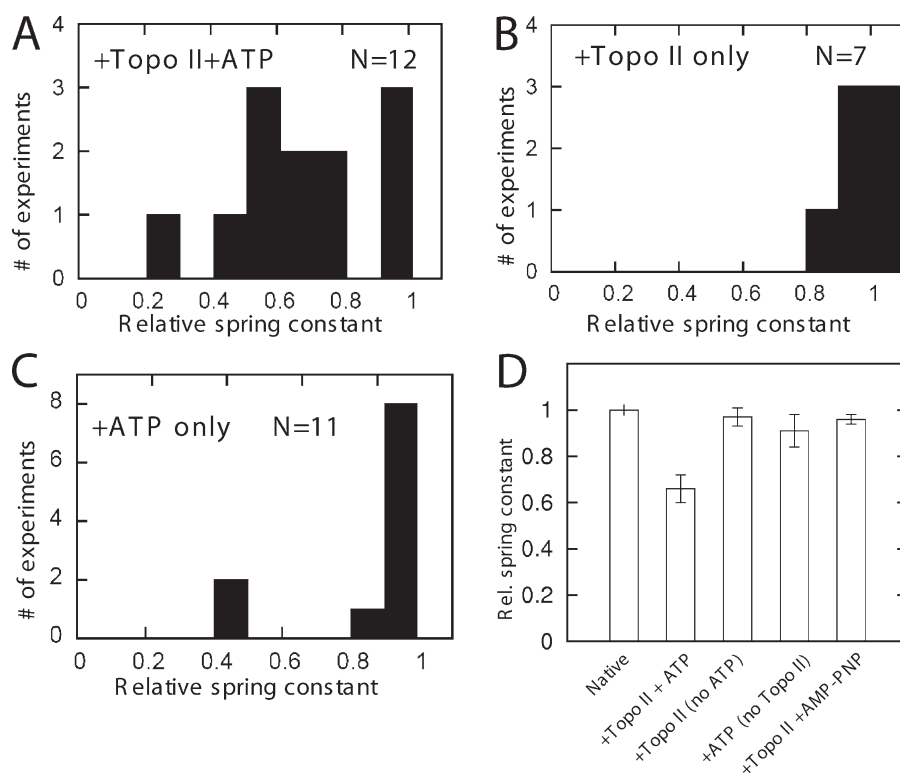 A
+Topo II+ATP N=12
# of experiments
4
3
2
1
0
0 0.2 0.4 0.6 0.8 1
Relative spring constant
B
+Topo II only N=7
# of experiments
4
3
2
1
0
0 0.2 0.4 0.6 0.8 1
Relative spring constant
C
+ATP only N=11
# of experiments
8
6
4
2
0
0 0.2 0.4 0.6 0.8 1
Relative spring constant
D
Rel. spring constant
1
0.8
0.6
0.4
0.2
0
Native
+Topo II + ATP
+Topo II (no ATP)
+ATP (no Topo II)
+Topo II +AMP-PNP